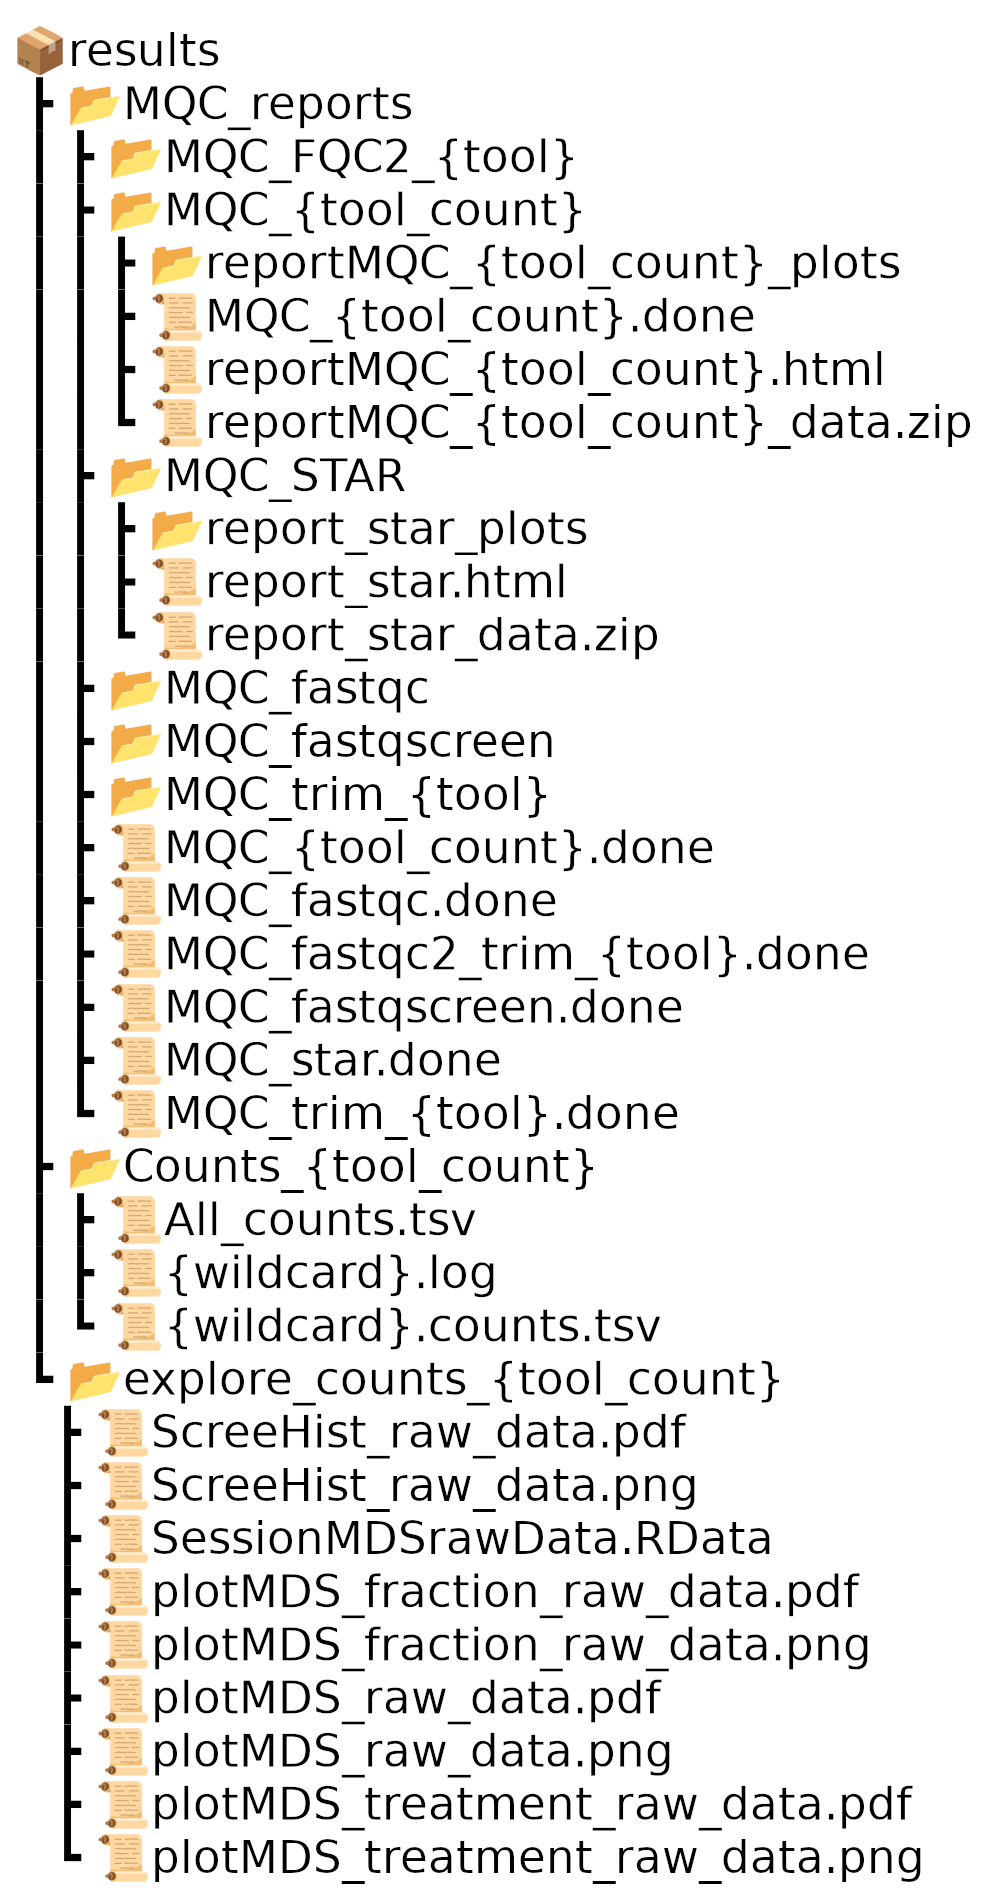 results
MQC_reports
MQC_FQC2_{tool}
MQC_{tool_count}
reportMQC_{tool_count}_plots
MQC_{tool_count}.done
reportMQC_{tool_count}.html
reportMQC_{tool_count}_data.zip
MQC_STAR
report_star_plots
report_star.html
report_star_data.zip
MQC_fastqc
MQC_fastqscreen
MQC_trim_{tool}
MQC_{tool_count}.done
MQC_fastqc.done
MQC_fastqc2_trim_{tool}.done
MQC_fastqscreen.done
MQC_star.done
MQC_trim_{tool}.done
Counts_{tool_count}
All_counts.tsv
{wildcard}.log
{wildcard}.counts.tsv
explore_counts_{tool_count}
ScreeHist_raw_data.pdf
ScreeHist_raw_data.png
SessionMDSrawData.RData
plotMDS_fraction_raw_data.pdf
plotMDS_fraction_raw_data.png
plotMDS_raw_data.pdf
plotMDS_raw_data.png
plotMDS_treatment_raw_data.pdf
plotMDS_treatment_raw_data.png